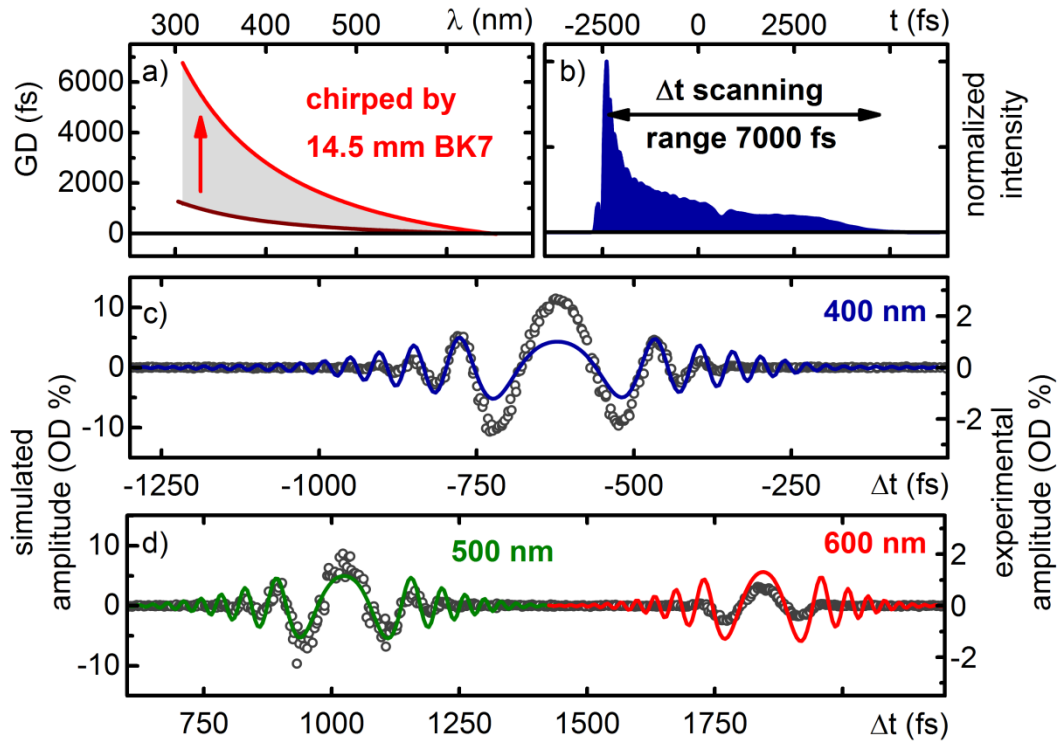 300 400 500 λ (nm)
-2500 0 2500 t (fs)
GD (fs)
6000
4000
2000
0
a)
chirped by
14.5 mm BK7
b)
Δt scanning
range 7000 fs
normalized
intensity
c)
400 nm
10
0
-10
2
0
-2
-1250 -1000 -750 -500 -250 Δt (fs)
simulated
amplitude (OD %)
experimental
amplitude (OD %)
d)
500 nm
600 nm
10
0
-10
2
0
-2
750 1000 1250 1500 1750 Δt (fs)